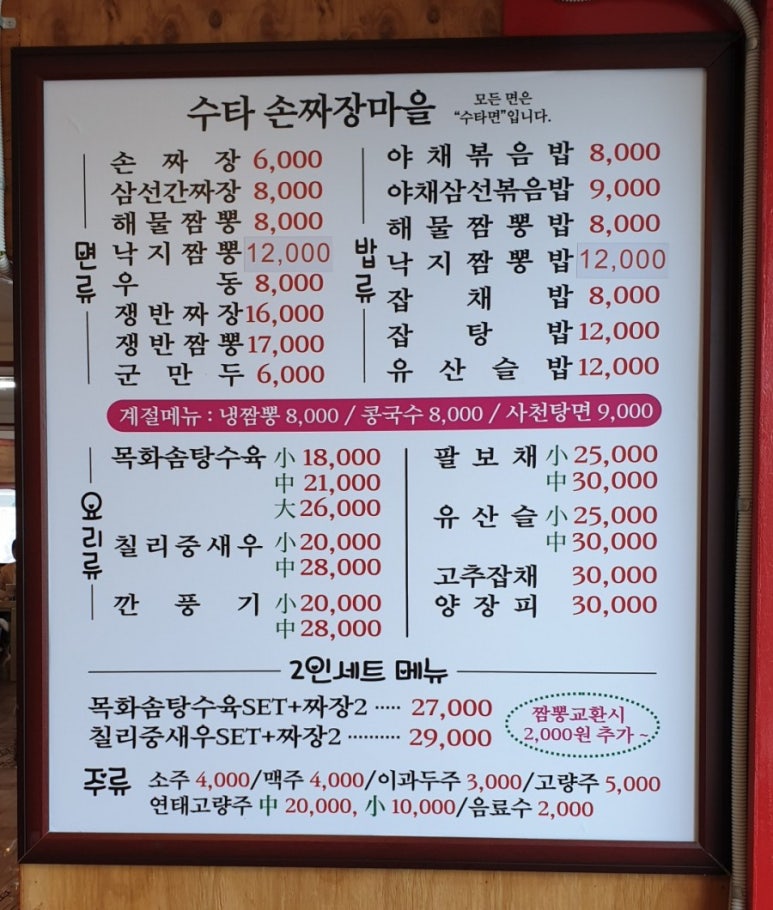 수타 손짜장마을
모든 면은
"수타면"입니다.
면류
손 짜 장 6,000
삼선간짜장 8,000
해물짬뽕 8,000
낙지짬뽕 12,000
우 동 8,000
쟁반짜장 16,000
쟁반짬뽕 17,000
군 만 두 6,000
밥류
야채볶음밥 8,000
야채삼선볶음밥 9,000
해물짬뽕밥 8,000
낙지짬뽕밥 12,000
잡 채 밥 8,000
잡 탕 밥 12,000
유산슬밥 12,000
계절메뉴 : 냉짬뽕 8,000 / 콩국수 8,000 / 사천탕면 9,000
요리류
목화솜탕수육 小 18,000
中 21,000
大 26,000
칠리중새우 小 20,000
中 28,000
깐 풍 기 小 20,000
中 28,000
팔보채 小 25,000
中 30,000
유산슬 小 25,000
中 30,000
고추잡채 30,000
양장피 30,000
2인세트 메뉴
목화솜탕수육SET+짜장2 ····· 27,000
칠리중새우SET+짜장2 ·········· 29,000
짬뽕교환시
2,000원 추가 ~
주류
소주 4,000/맥주 4,000/이과두주 3,000/고량주 5,000
연태고량주 中 20,000, 小 10,000/음료수 2,000